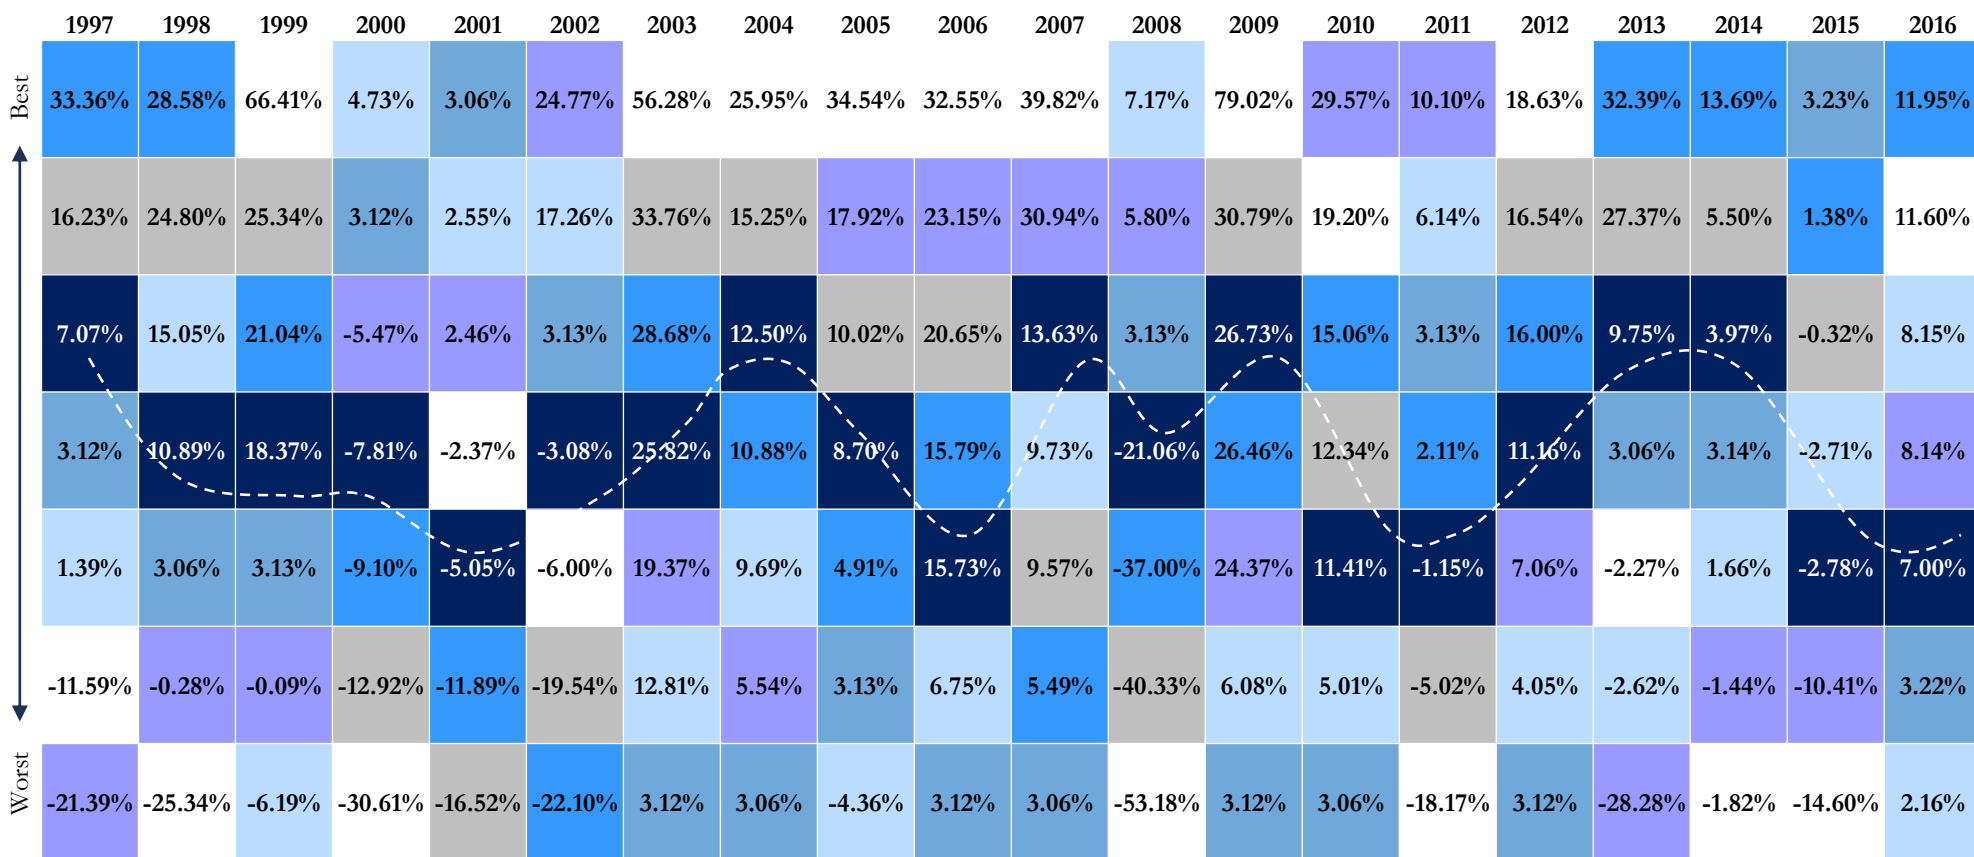 1997 1998 1999 2000 2001 2002 2003 2004 2005 2006 2007 2008 2009 2010 2011 2012 2013 2014 2015 2016
Best
33.36% 28.58% 66.41% 4.73% 3.06% 24.77% 56.28% 25.95% 34.54% 32.55% 39.82% 7.17% 79.02% 29.57% 10.10% 18.63% 32.39% 13.69% 3.23% 11.95%
16.23% 24.80% 25.34% 3.12% 2.55% 17.26% 33.76% 15.25% 17.92% 23.15% 30.94% 5.80% 30.79% 19.20% 6.14% 16.54% 27.37% 5.50% 1.38% 11.60%
7.07% 15.05% 21.04% -5.47% 2.46% 3.13% 28.68% 12.50% 10.02% 20.65% 13.63% 3.13% 26.73% 15.06% 3.13% 16.00% 9.75% 3.97% -0.32% 8.15%
3.12% 10.89% 18.37% -7.81% -2.37% -3.08% 25.82% 10.88% 8.70% 15.79% 9.73% -21.06% 26.46% 12.34% 2.11% 11.16% 3.06% 3.14% -2.71% 8.14%
1.39% 3.06% 3.13% -9.10% -5.05% -6.00% 19.37% 9.69% 4.91% 15.73% 9.57% -37.00% 24.37% 11.41% -1.15% 7.06% -2.27% 1.66% -2.78% 7.00%
-11.59% -0.28% -0.09% -12.92% -11.89% -19.54% 12.81% 5.54% 3.13% 6.75% 5.49% -40.33% 6.08% 5.01% -5.02% 4.05% -2.62% -1.44% -10.41% 3.22%
Worst
-21.39% -25.34% -6.19% -30.61% -16.52% -22.10% 3.12% 3.06% -4.36% 3.12% 3.06% -53.18% 3.12% 3.06% -18.17% 3.12% -28.28% -1.82% -14.60% 2.16%